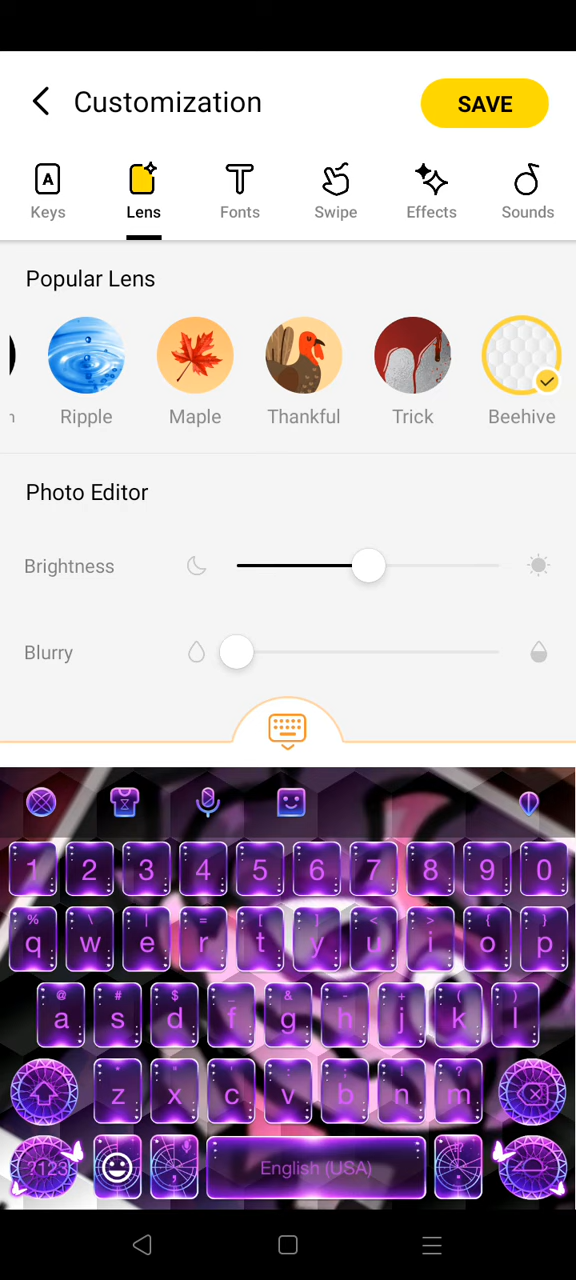 Customization
SAVE
Keys
Lens
Fonts
Swipe
Effects
Sounds
Popular Lens
Ripple
Maple
Thankful
Trick
Beehive
Photo Editor
Brightness
Blurry
1 2 3 4 5 6 7 8 9 0
% \ | = [ ] < > { }
q w e r t y u i o p
@ # $ _ & - + ( )
a s d f g h j k l
z x c v b n m
?123
,
English (USA)